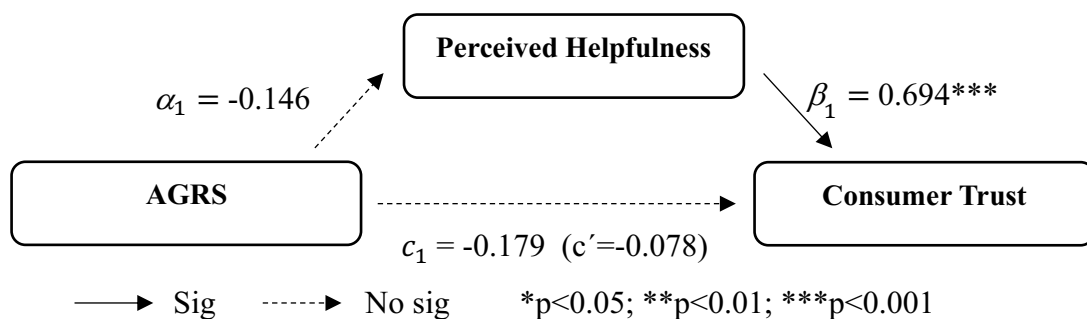 Perceived Helpfulness
α₁ = -0.146
β₁ = 0.694***
AGRS
Consumer Trust
c₁ = -0.179 (c´=-0.078)
Sig No sig *p<0.05; **p<0.01; ***p<0.001